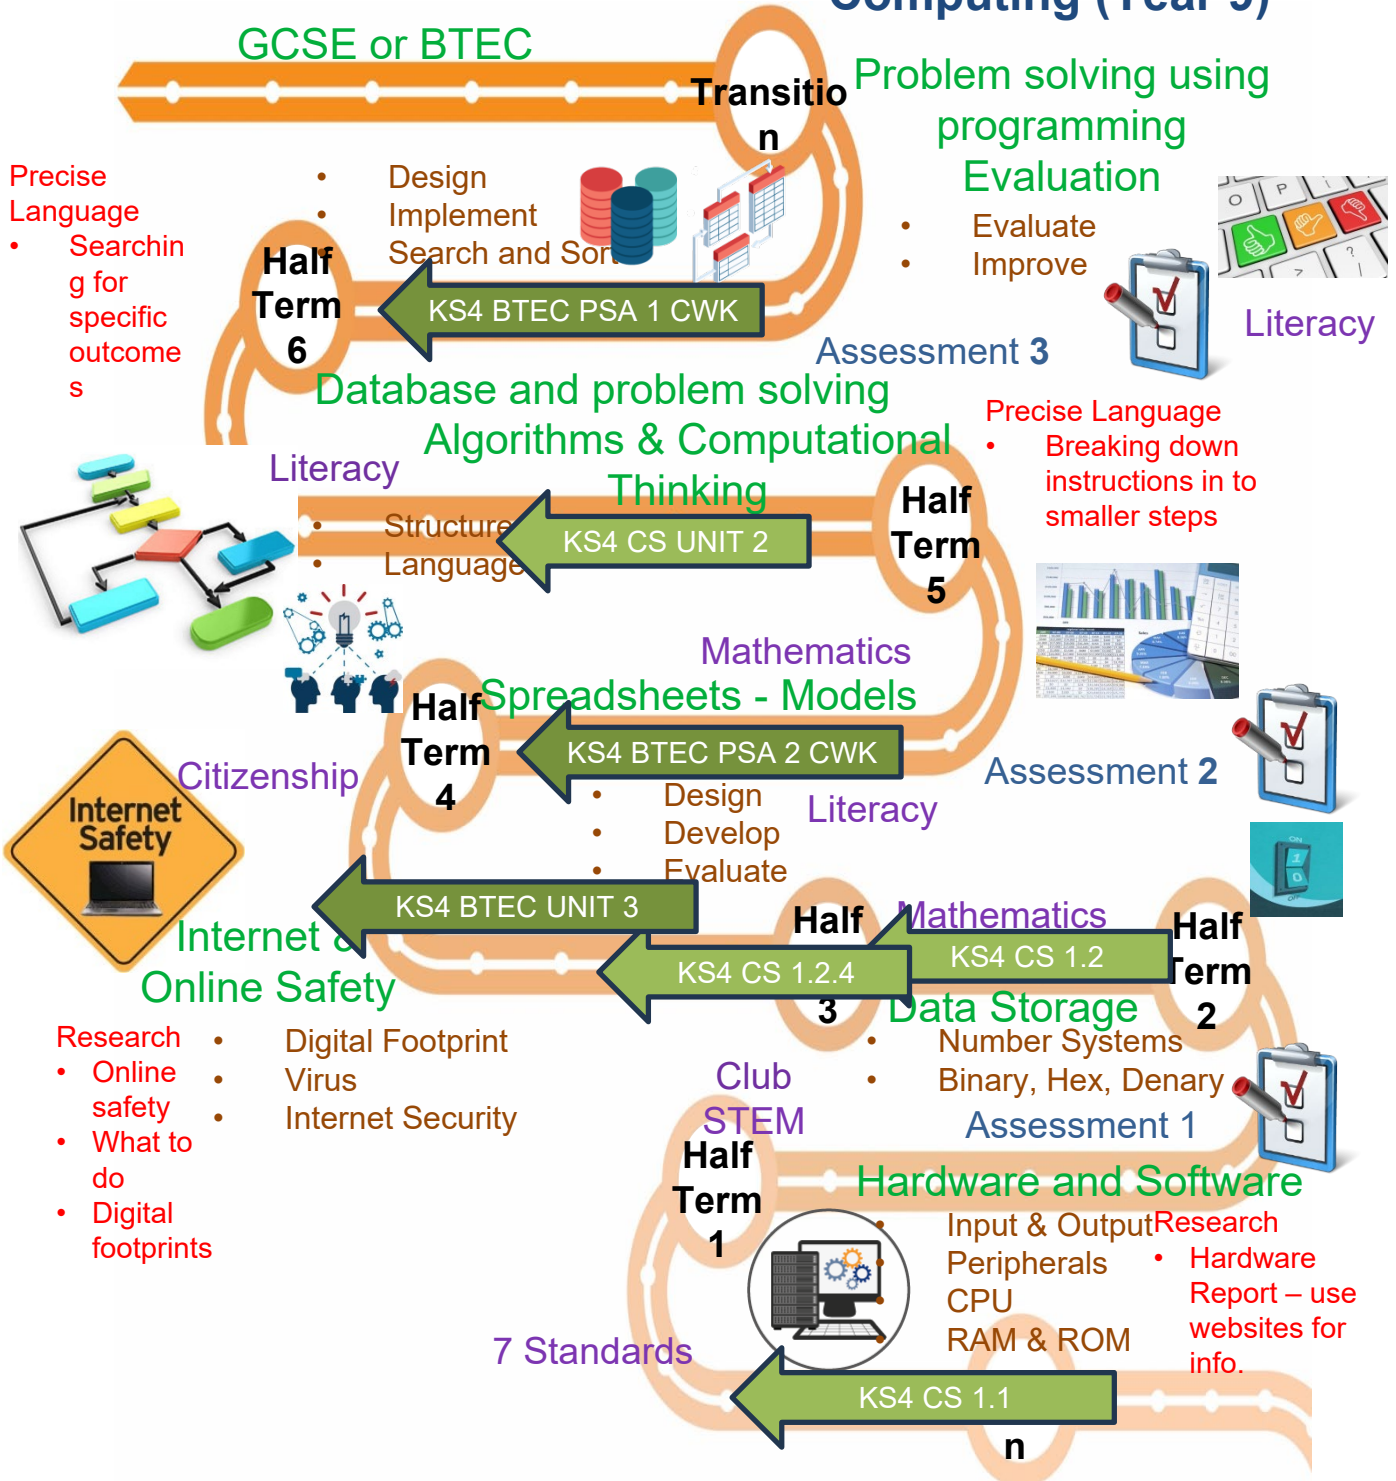 Computing (Year 9)
GCSE or BTEC
Transitio
n
Problem solving using
programming
Evaluation
• Evaluate
• Improve
Precise
Language
• Searchin
g for
specific
outcome
s
• Design
• Implement
• Search and Sort
Half
Term
6
KS4 BTEC PSA 1 CWK
Literacy
Assessment 3
Database and problem solving
Algorithms & Computational
Thinking
Precise Language
• Breaking down
instructions in to
smaller steps
Literacy
• Structure
• Language
KS4 CS UNIT 2
Half
Term
5
Mathematics
Spreadsheets - Models
Half
Term
4
KS4 BTEC PSA 2 CWK
Assessment 2
Citizenship
Internet
Safety
• Design
• Develop
• Evaluate
Literacy
ON
1
0
KS4 BTEC UNIT 3
Internet &
Online Safety
Half
3
Mathematics
KS4 CS 1.2.4
KS4 CS 1.2
Half
Term
2
Data Storage
• Number Systems
• Binary, Hex, Denary
Research
• Online
safety
• What to
do
• Digital
footprints
• Digital Footprint
• Virus
• Internet Security
Club
STEM
Assessment 1
Half
Term
1
Hardware and Software
• Input & Output
• Peripherals
• CPU
• RAM & ROM
Research
• Hardware
Report – use
websites for
info.
7 Standards
KS4 CS 1.1
n